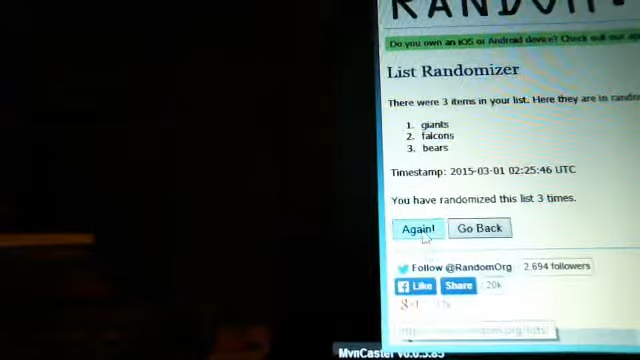 RANDOM.
Do you own an iOS or Android device? Check out our
List Randomizer
There were 3 items in your list. Here they are in
1. giants
2. falcons
3. bears
Timestamp: 2015-03-01 02:25:46 UTC
You have randomized this list 3 times.
Again! Go Back
Follow @RandomOrg 2,694 followers
Like Share 20k